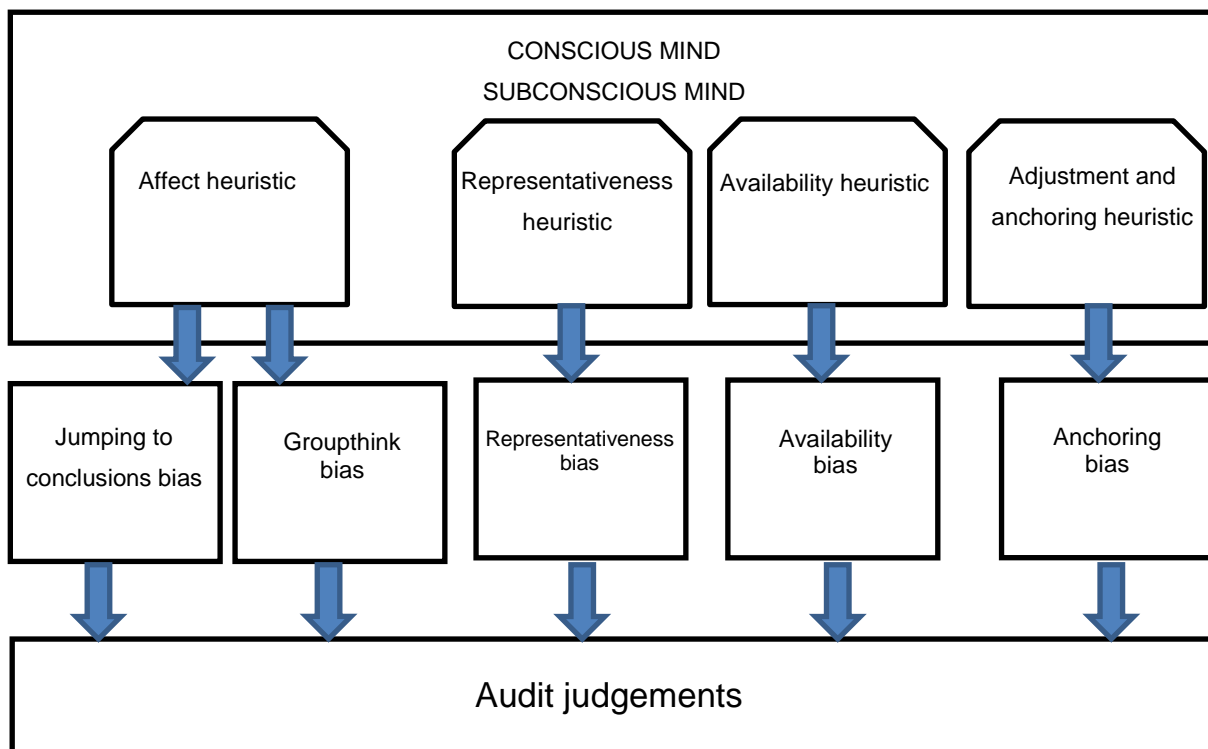 CONSCIOUS MIND
SUBCONSCIOUS MIND
Affect heuristic
Representativeness
heuristic
Availability heuristic
Adjustment and
anchoring heuristic
Jumping to
conclusions bias
Groupthink
bias
Representativeness
bias
Availability
bias
Anchoring
bias
Audit judgements